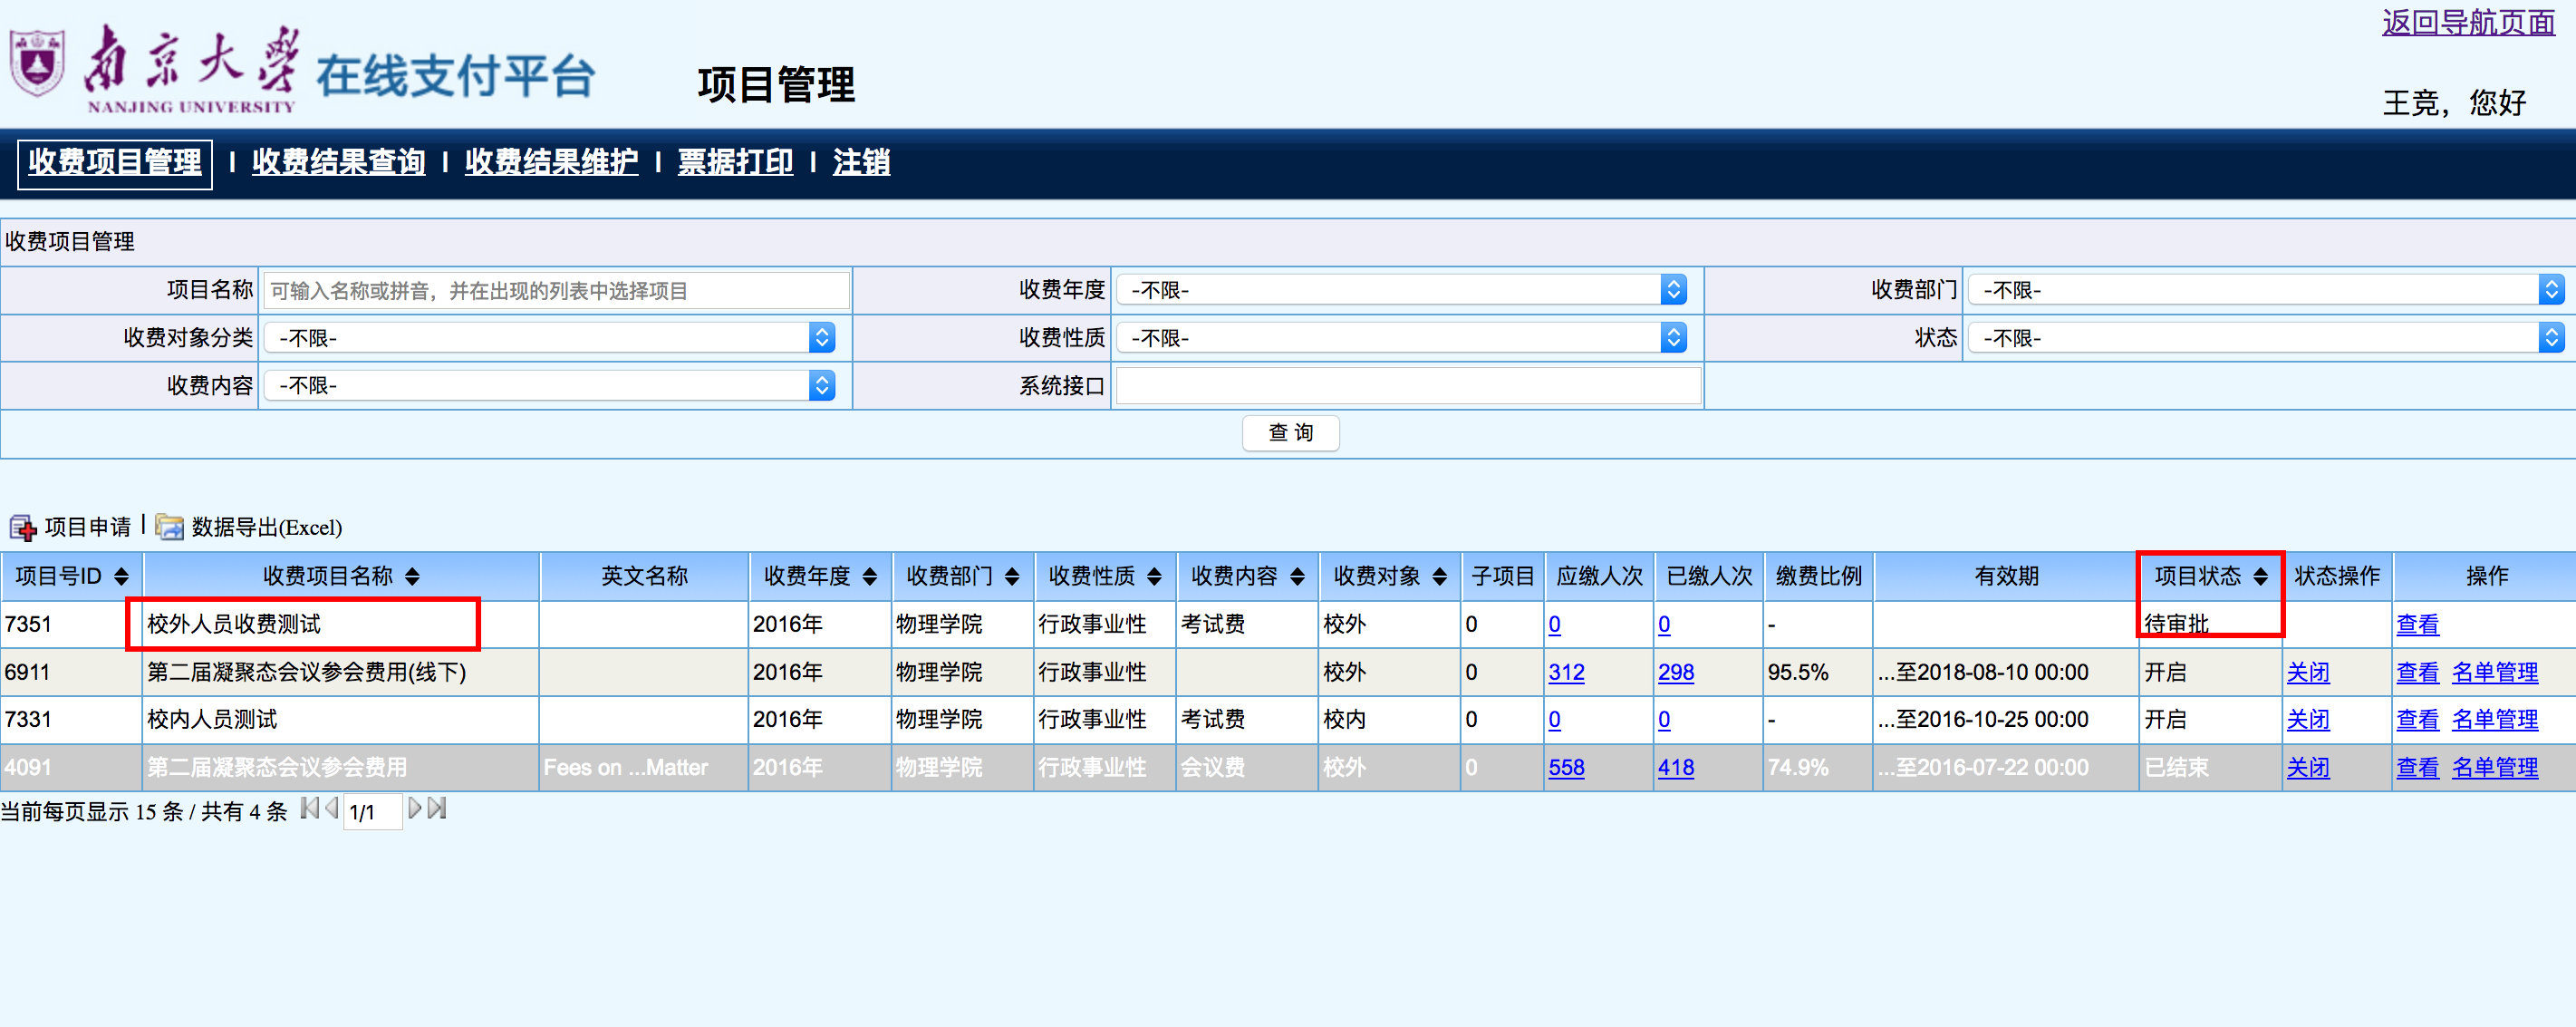 返回导航页面
南京大学
NANJING UNIVERSITY
在线支付平台
项目管理
王竞，您好
收费项目管理 | 收费结果查询 | 收费结果维护 | 票据打印 | 注销
收费项目管理
项目名称 可输入名称或拼音，并在出现的列表中选择项目 收费年度 -不限- 收费部门 -不限-
收费对象分类 -不限- 收费性质 -不限- 状态 -不限-
收费内容 -不限- 系统接口
查 询
项目申请 | 数据导出(Excel)
项目号ID 收费项目名称 英文名称 收费年度 收费部门 收费性质 收费内容 收费对象 子项目 应缴人次 已缴人次 缴费比例 有效期 项目状态 状态操作 操作
7351 校外人员收费测试 2016年 物理学院 行政事业性 考试费 校外 0 0 0 - 待审批 查看
6911 第二届凝聚态会议参会费用(线下) 2016年 物理学院 行政事业性 校外 0 312 298 95.5% ...至2018-08-10 00:00 开启 关闭 查看 名单管理
7331 校内人员测试 2016年 物理学院 行政事业性 考试费 校内 0 0 0 - ...至2016-10-25 00:00 开启 关闭 查看 名单管理
4091 第二届凝聚态会议参会费用 Fees on ...Matter 2016年 物理学院 行政事业性 会议费 校外 0 558 418 74.9% ...至2016-07-22 00:00 已结束 关闭 查看 名单管理
当前每页显示 15 条 / 共有 4 条 1/1